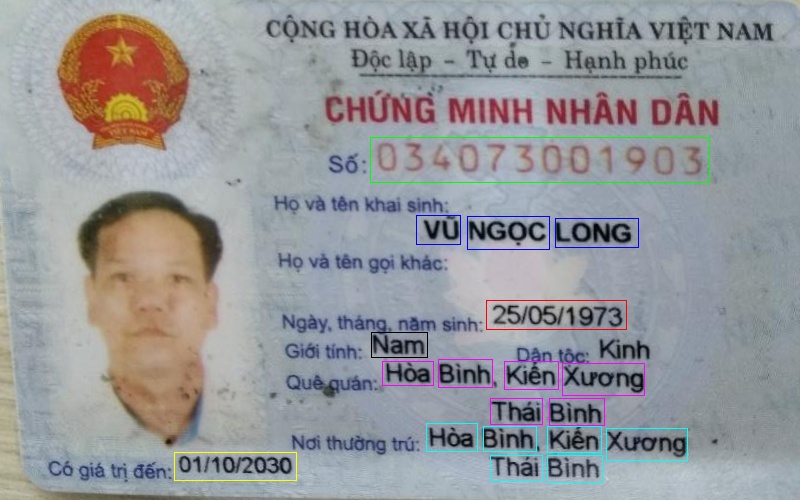 CỘNG HÒA XÃ HỘI CHỦ NGHĨA VIỆT NAM
Độc lập - Tự do - Hạnh phúc
CHỨNG MINH NHÂN DÂN
Số: 034073001903
Họ và tên khai sinh:
VŨ NGỌC LONG
Họ và tên gọi khác:
Ngày, tháng, năm sinh: 25/05/1973
Giới tính: Nam Dân tộc: Kinh
Quê quán: Hòa Bình, Kiến Xương
Thái Bình
Nơi thường trú: Hòa Bình, Kiến Xương
Thái Bình
Có giá trị đến: 01/10/2030
VIỆT NAM